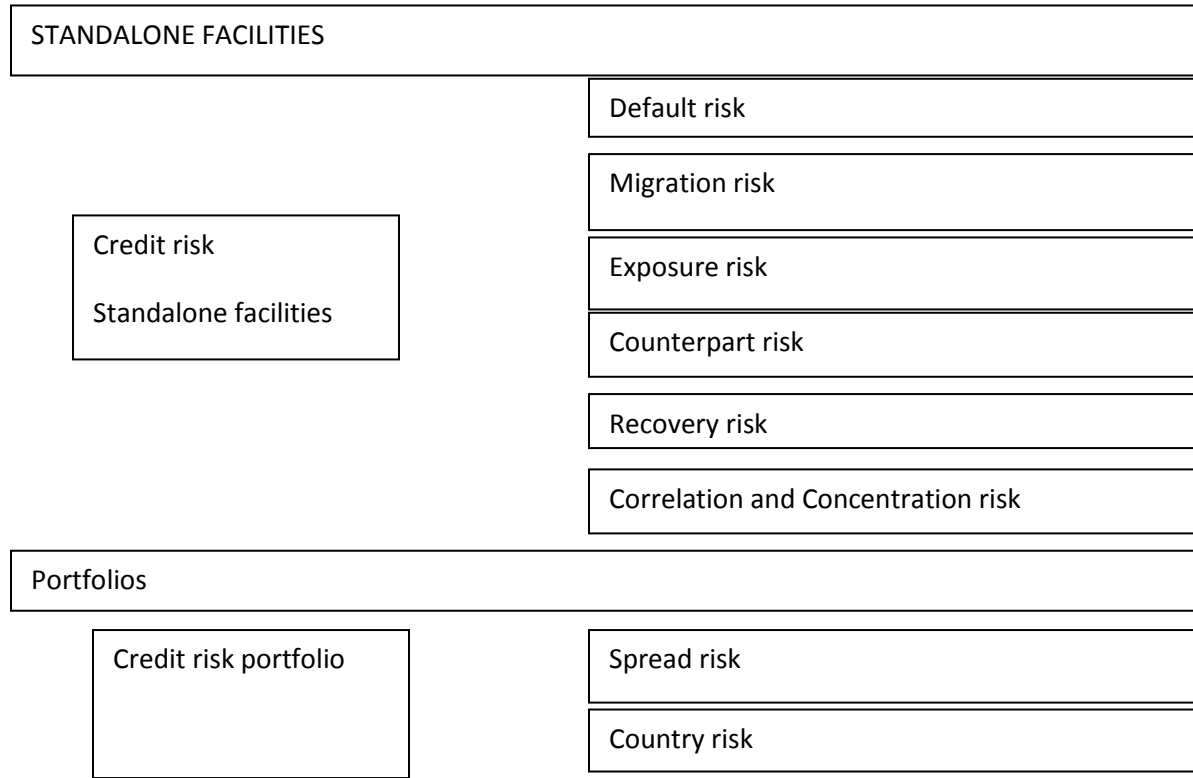 STANDALONE FACILITIES
Default risk
Migration risk
Credit risk
Standalone facilities
Exposure risk
Counterpart risk
Recovery risk
Correlation and Concentration risk
Portfolios
Credit risk portfolio
Spread risk
Country risk